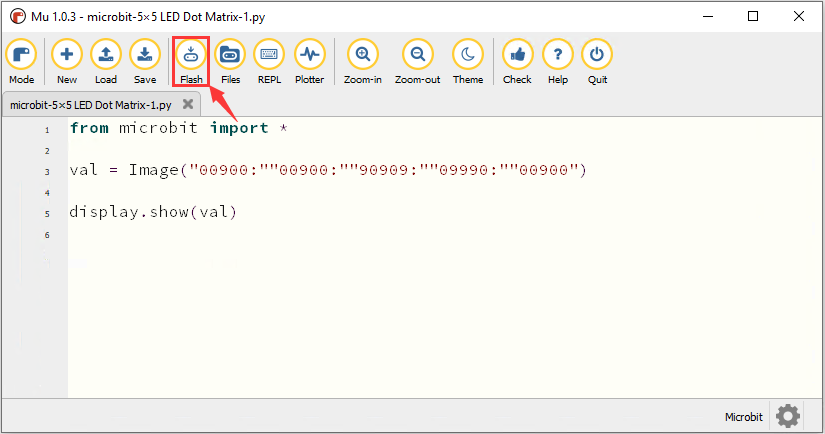 Mu 1.0.3 - microbit-5×5 LED Dot Matrix-1.py
Mode New Load Save Flash Files REPL Plotter Zoom-in Zoom-out Theme Check Help Quit
microbit-5×5 LED Dot Matrix-1.py
1 from microbit import *
2
3 val = Image("00900:""00900:""90909:""09990:""00900")
4
5 display.show(val)
6
Microbit